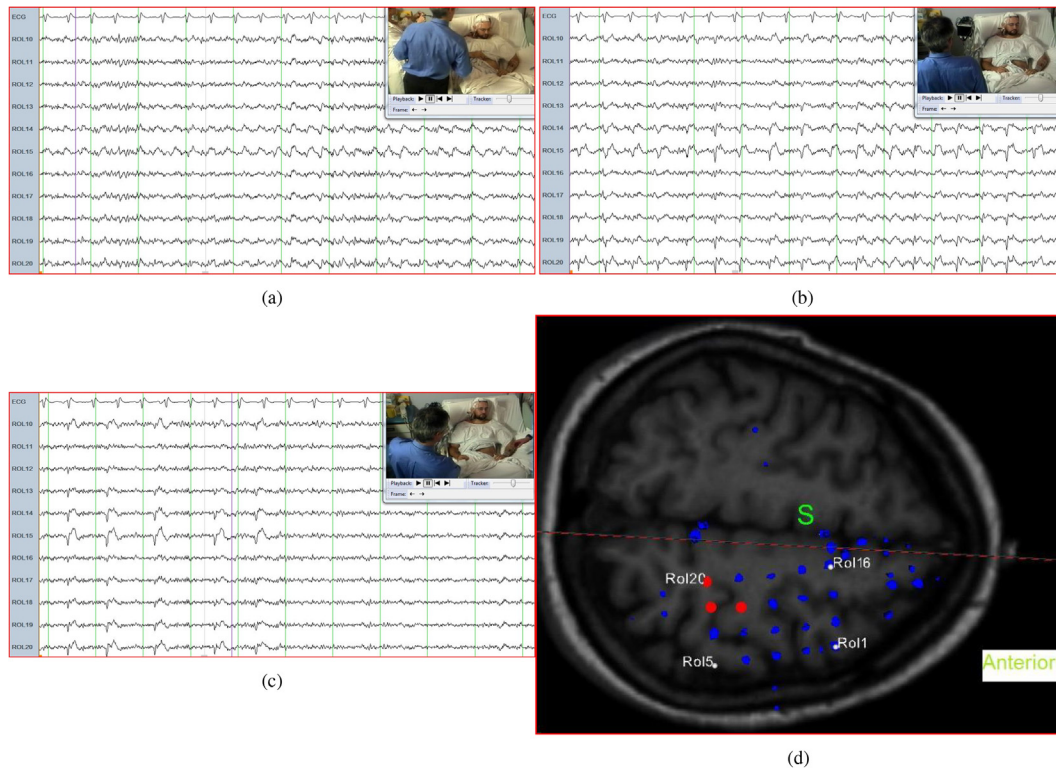 ECG
ROL10
ROL11
ROL12
ROL13
ROL14
ROL15
ROL16
ROL17
ROL18
ROL19
ROL20
Playback: Tracker:
Frame:
(a)
ECG
ROL10
ROL11
ROL12
ROL13
ROL14
ROL15
ROL16
ROL17
ROL18
ROL19
ROL20
Playback: Tracker:
Frame:
(b)
ECG
ROL10
ROL11
ROL12
ROL13
ROL14
ROL15
ROL16
ROL17
ROL18
ROL19
ROL20
Playback: Tracker:
Frame:
(c)
S
Rol16
Rol20
Rol1
Rol5
Anterior
(d)